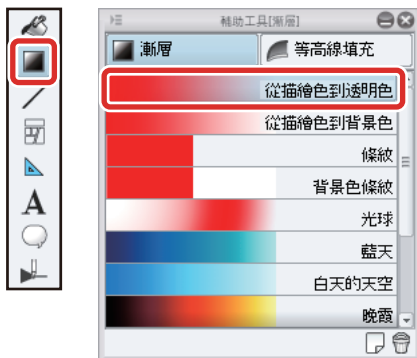 輔助工具[漸層]
漸層
等高線填充
從描繪色到透明色
從描繪色到背景色
條紋
背景色條紋
光球
藍天
白天的天空
晚霞
A